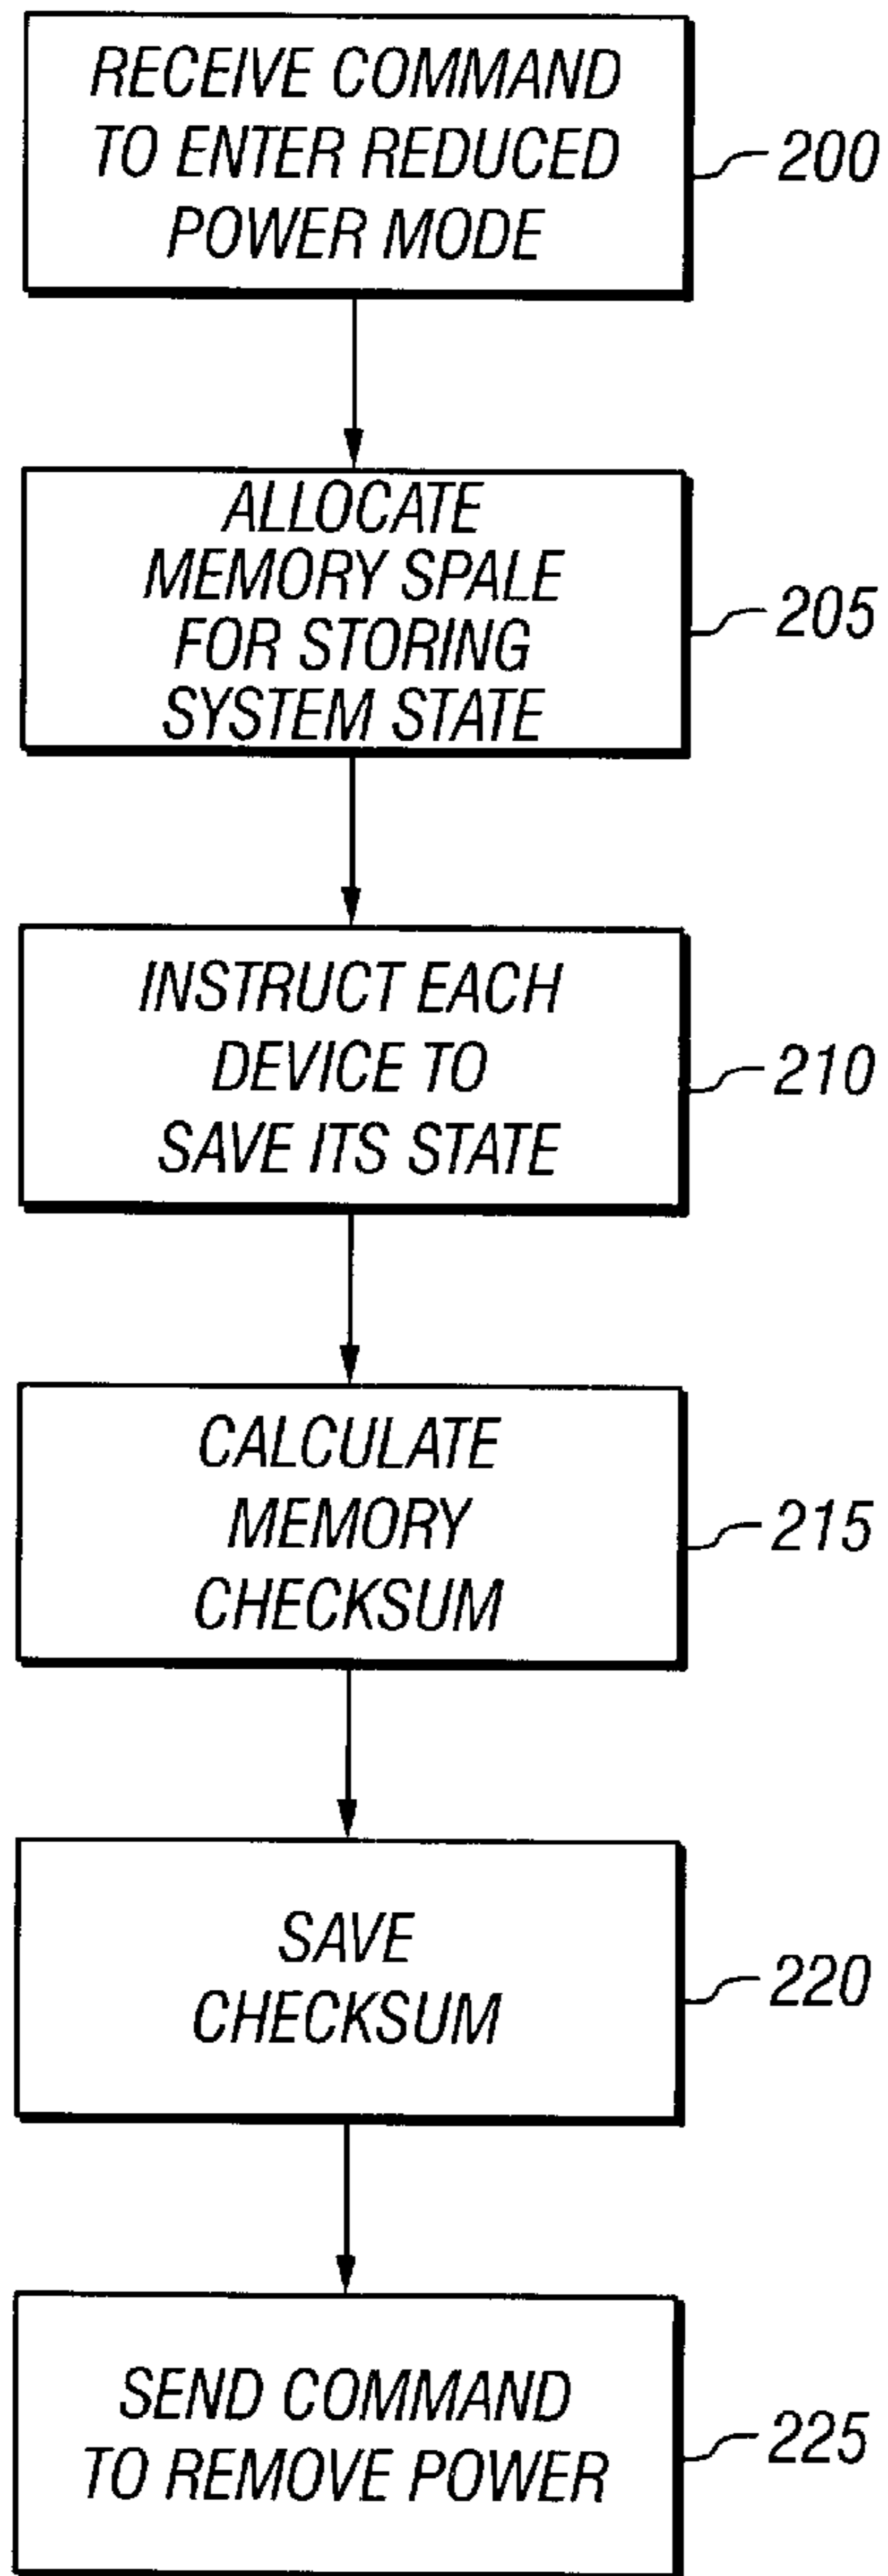 RECEIVE COMMAND
TO ENTER REDUCED
POWER MODE
200
ALLOCATE
MEMORY SPALE
FOR STORING
SYSTEM STATE
205
INSTRUCT EACH
DEVICE TO
SAVE ITS STATE
210
CALCULATE
MEMORY
CHECKSUM
215
SAVE
CHECKSUM
220
SEND COMMAND
TO REMOVE POWER
225